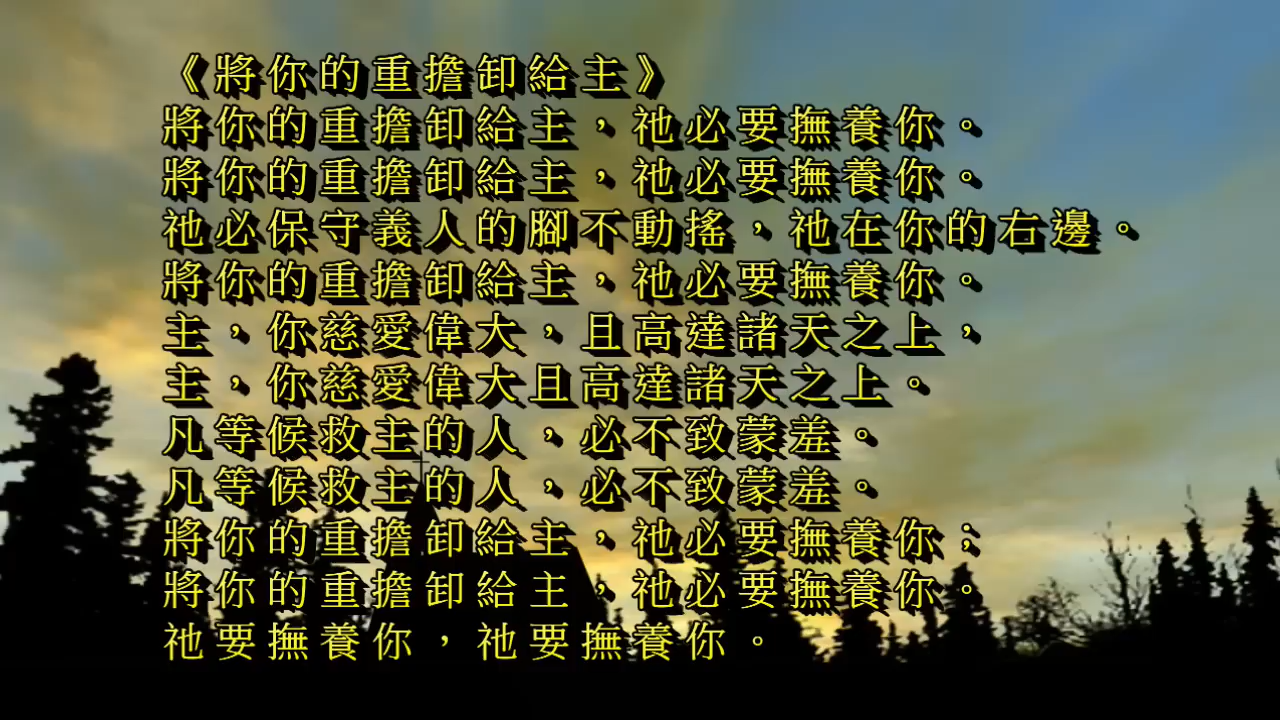 《將你的重擔卸給主》
將你的重擔卸給主，祂必要撫養你。
將你的重擔卸給主，祂必要撫養你。
祂必保守義人的腳不動搖，祂在你的右邊。
將你的重擔卸給主，祂必要撫養你。
主，你慈愛偉大，且高達諸天之上，
主，你慈愛偉大且高達諸天之上。
凡等候救主的人，必不致蒙羞。
凡等候救主的人，必不致蒙羞。
將你的重擔卸給主，祂必要撫養你；
將你的重擔卸給主，祂必要撫養你。
祂要撫養你，祂要撫養你。